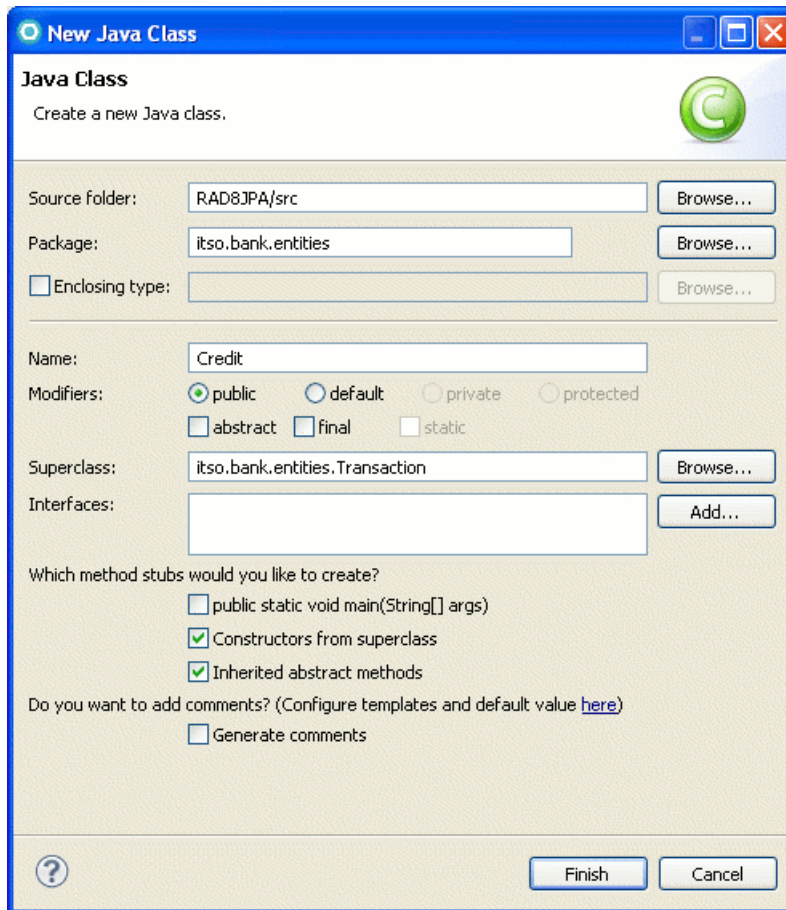 New Java Class
Java Class
Create a new Java class.
C
Source folder: RAD8JPA/src Browse...
Package: itso.bank.entities Browse...
Enclosing type: Browse...
Name: Credit
Modifiers: public default private protected
abstract final static
Superclass: itso.bank.entities.Transaction Browse...
Interfaces: Add...
Which method stubs would you like to create?
public static void main(String[] args)
Constructors from superclass
Inherited abstract methods
Do you want to add comments? (Configure templates and default value here)
Generate comments
? Finish Cancel